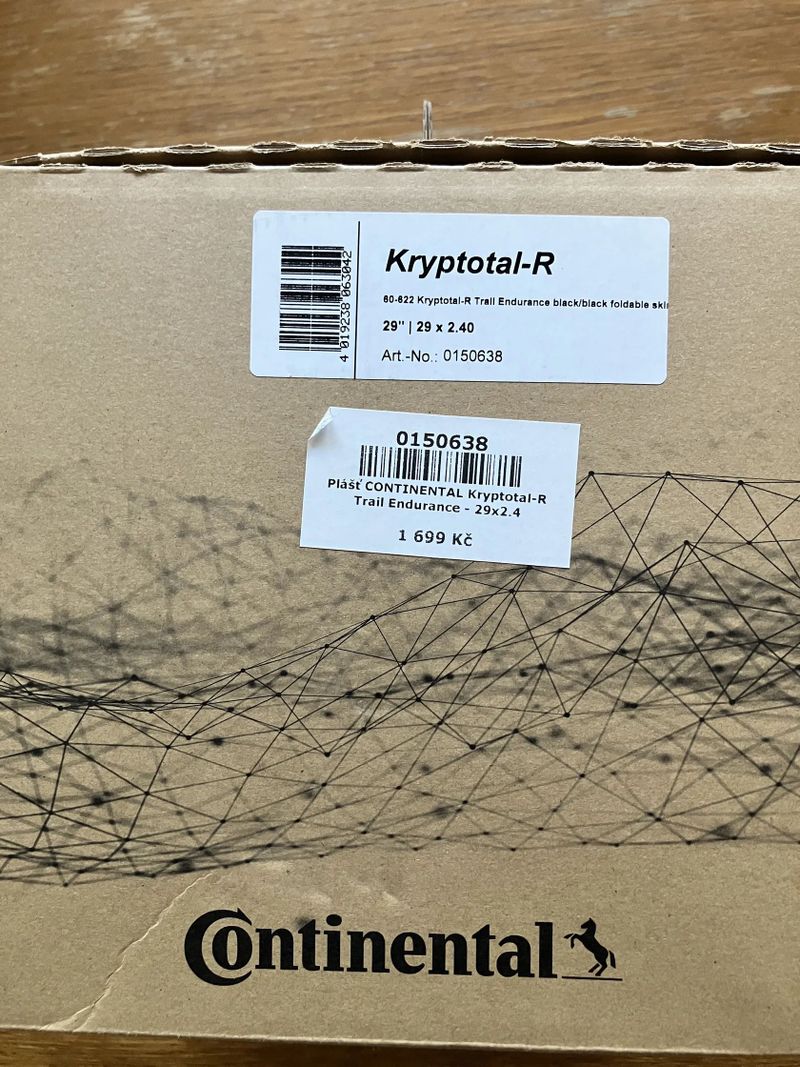 Kryptotal-R
60-622 Kryptotal-R Trail Endurance black/black foldable
29" | 29 x 2.40
Art.-No.: 0150638
4 019238 063042
0150638
Plášť CONTINENTAL Kryptotal-R
Trail Endurance - 29x2.4
1 699 Kč
Continental